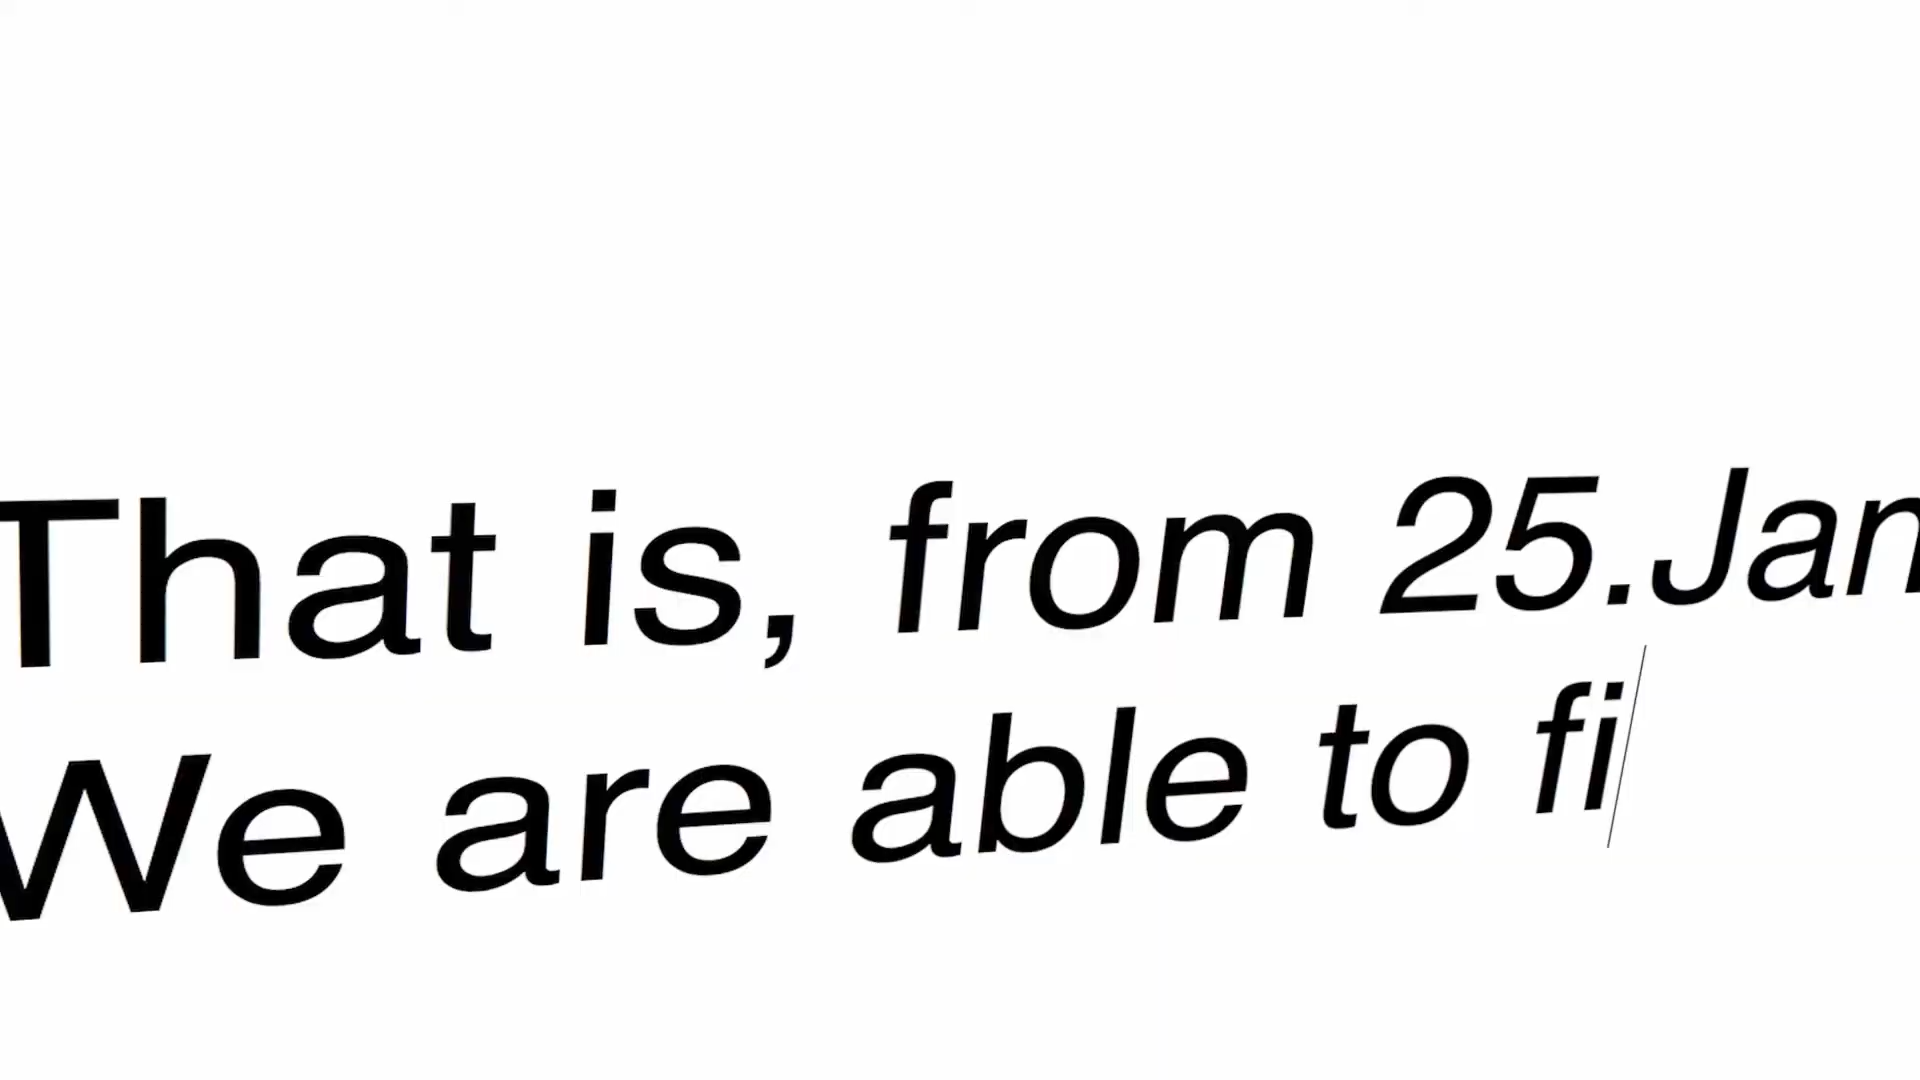 That is, from 25.Jan
We are able to fi